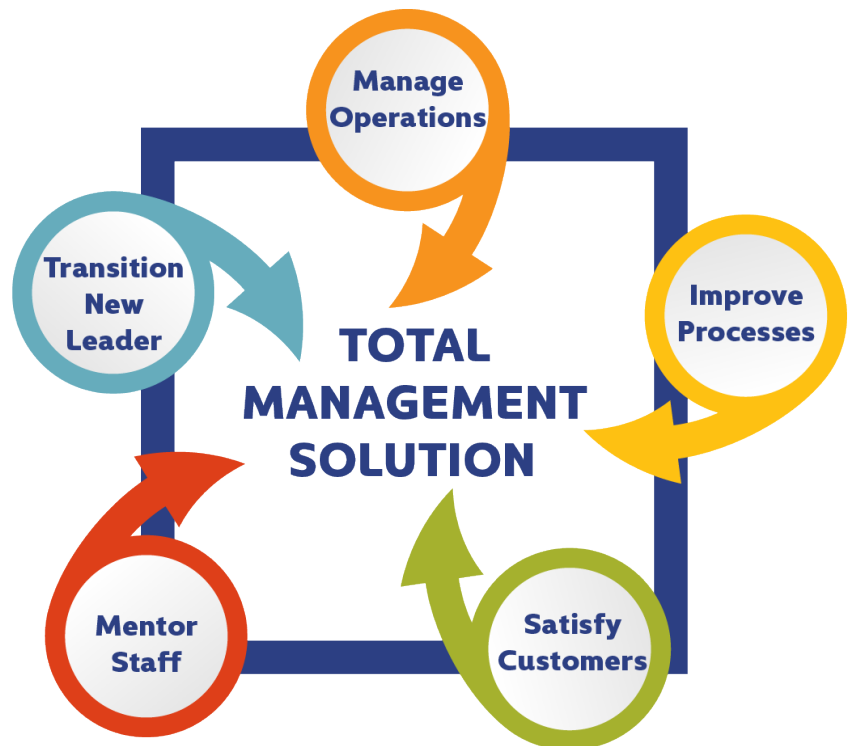 Manage
Operations
Transition
New
Leader
Improve
Processes
TOTAL
MANAGEMENT
SOLUTION
Mentor
Staff
Satisfy
Customers